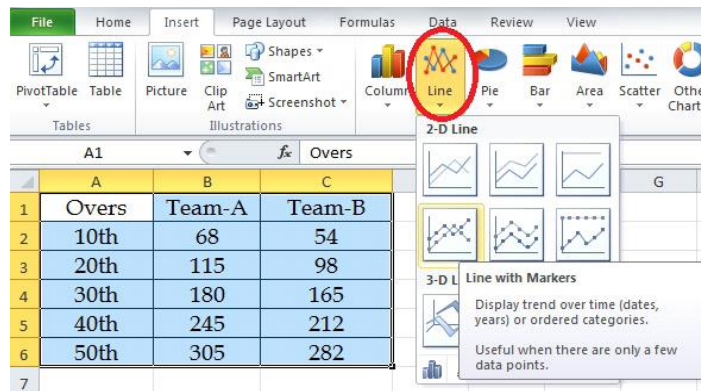 File Home Insert Page Layout Formulas Data Review View
PivotTable Table Picture Clip Art Shapes SmartArt Screenshot Column Line Pie Bar Area Scatter
Tables Illustrations
2-D Line
A1 fx Overs
A B C G
1 Overs Team-A Team-B
2 10th 68 54
3 20th 115 98
4 30th 180 165
5 40th 245 212
6 50th 305 282
7
3-D L
Line with Markers
Display trend over time (dates,
years) or ordered categories.
Useful when there are only a few
data points.